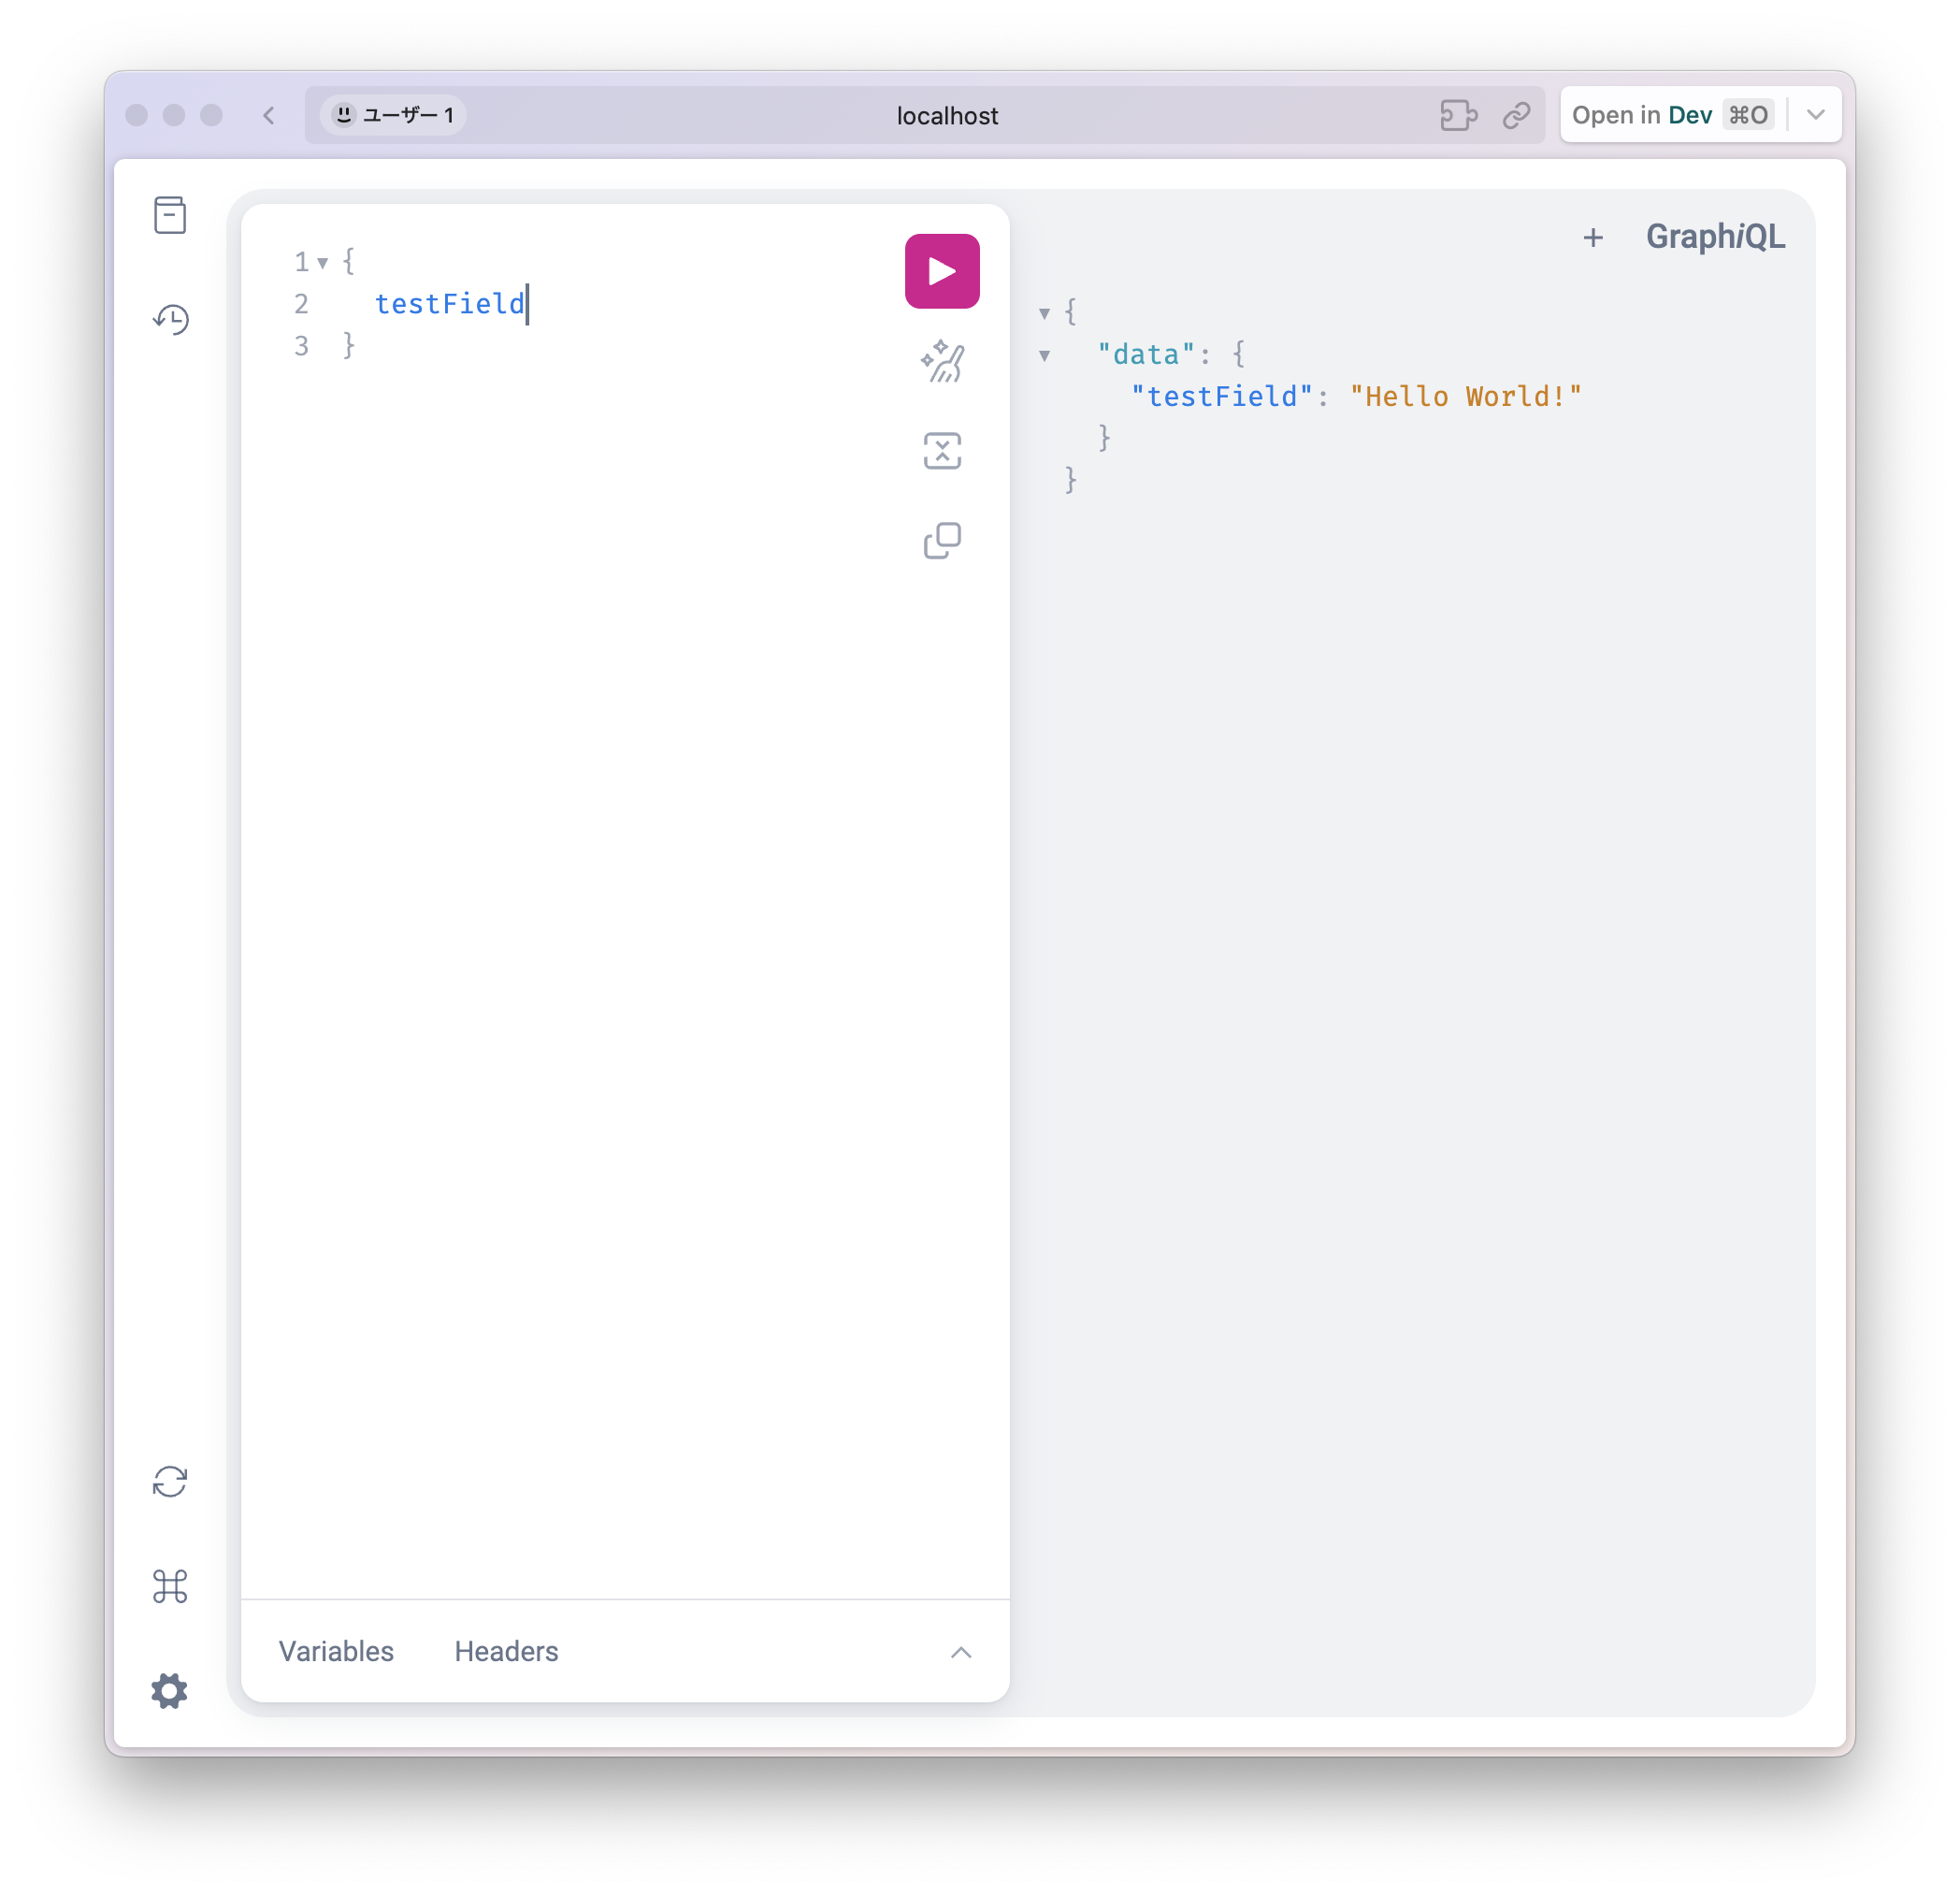 ユーザー 1
localhost
Open in Dev ⌘O
1 {
2 testField
3 }
GraphiQL
{
"data": {
"testField": "Hello World!"
}
}
Variables Headers